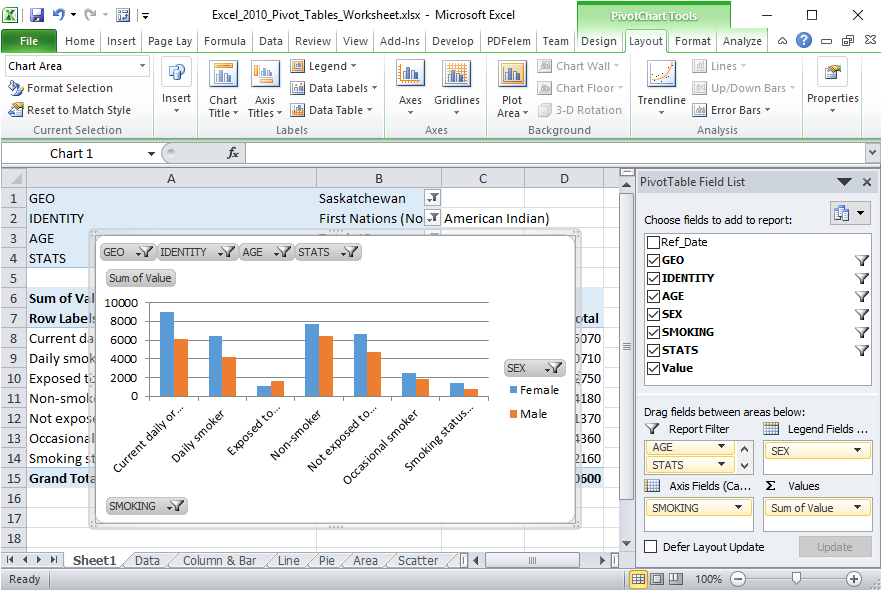 Excel_2010_Pivot_Tables_Worksheet.xlsx - Microsoft Excel
PivotChart Tools
File Home Insert Page Lay Formula Data Review View Add-Ins Develop PDFelem Team Design Layout Format Analyze
Chart Area
Format Selection
Reset to Match Style
Current Selection
Insert
Chart Title
Axis Titles
Legend
Data Labels
Data Table
Labels
Axes
Gridlines
Axes
Plot Area
Chart Wall
Chart Floor
3-D Rotation
Background
Trendline
Lines
Up/Down Bars
Error Bars
Analysis
Properties
Chart 1 fx
A B C D
1 GEO Saskatchewan
2 IDENTITY First Nations (No American Indian)
3 AGE
4 STATS
5
6 Sum of Val
7 Row Labels otal
8 Current da 5070
9 Daily smok 0710
10 Exposed to 2750
11 Non-smok 4180
12 Not expos 1370
13 Occasional 4360
14 Smoking st 2160
15 Grand Tota 0600
16
17
18
GEO IDENTITY AGE STATS
Sum of Value
10000
8000
6000
4000
2000
0
Current daily or...
Daily smoker
Exposed to...
Non-smoker
Not exposed to...
Occasional smoker
Smoking status...
SEX
Female
Male
SMOKING
PivotTable Field List
Choose fields to add to report:
Ref_Date
GEO
IDENTITY
AGE
SEX
SMOKING
STATS
Value
Drag fields between areas below:
Report Filter
AGE
STATS
Legend Fields ...
SEX
Axis Fields (Ca...
SMOKING
Σ Values
Sum of Value
Defer Layout Update Update
Sheet1 Data Column & Bar Line Pie Area Scatter
Ready 100%